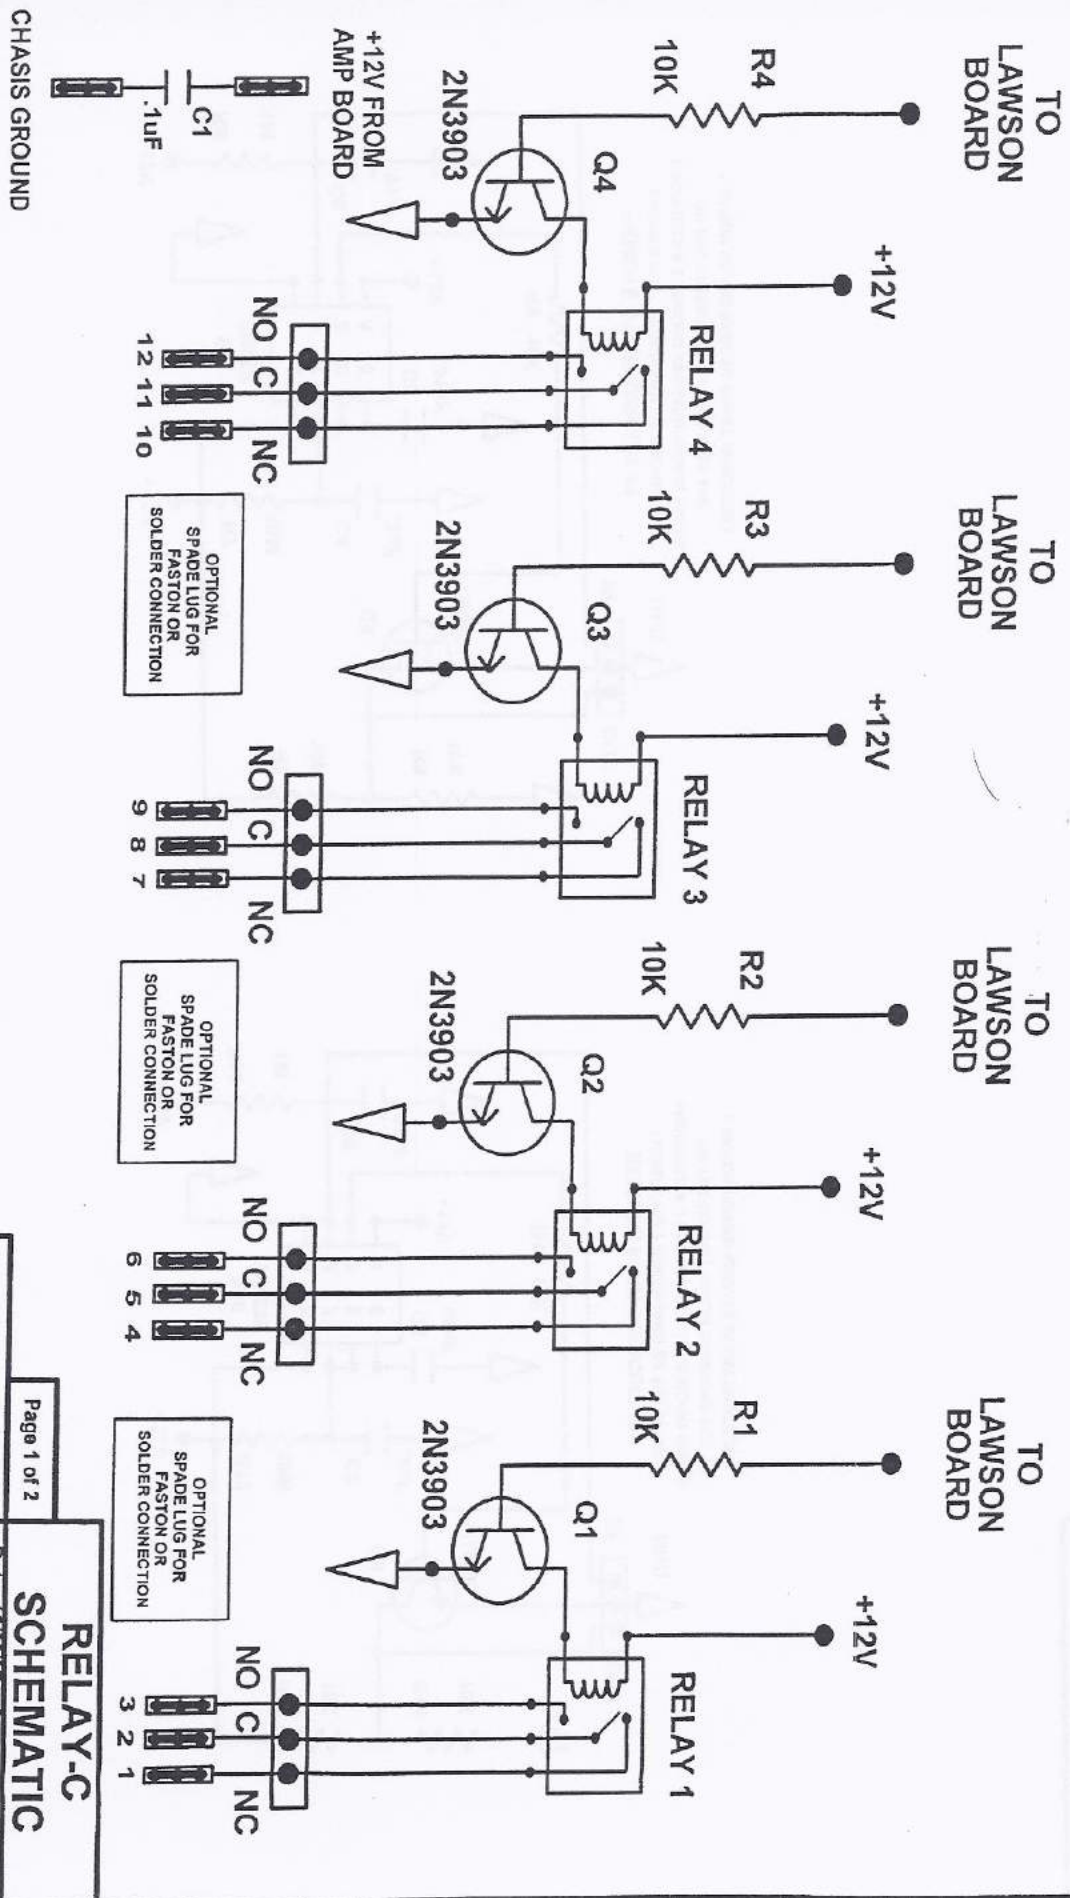 TO
LAWSON
BOARD
R4
10K
Q4
2N3903
+12V
RELAY 4
NO
C
NC
12
11
10
+12V FROM
AMP BOARD
C1
.1uF
CHASIS GROUND
TO
LAWSON
BOARD
R3
10K
Q3
2N3903
+12V
RELAY 3
NO
C
NC
9
8
7
OPTIONAL
SPADE LUG FOR
FASTON OR
SOLDER CONNECTION
TO
LAWSON
BOARD
R2
10K
Q2
2N3903
+12V
RELAY 2
NO
C
NC
6
5
4
OPTIONAL
SPADE LUG FOR
FASTON OR
SOLDER CONNECTION
TO
LAWSON
BOARD
R1
10K
Q1
2N3903
+12V
RELAY 1
NO
C
NC
3
2
1
OPTIONAL
SPADE LUG FOR
FASTON OR
SOLDER CONNECTION
Page 1 of 2
RELAY-C
SCHEMATIC